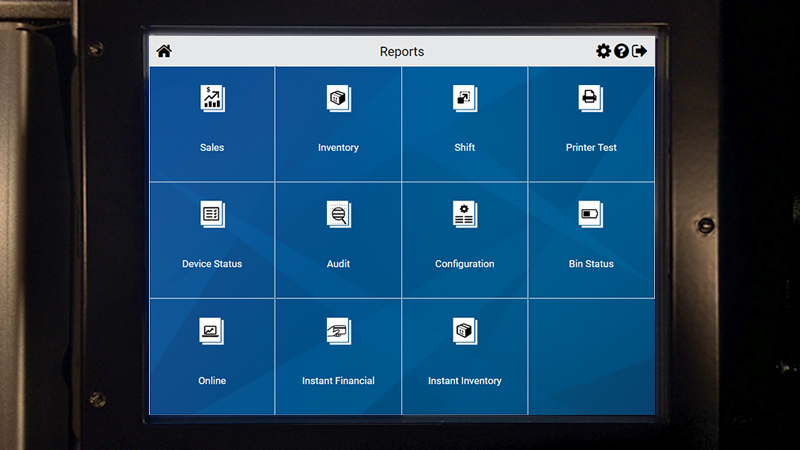 Reports
Sales
Inventory
Shift
Printer Test
Device Status
Audit
Configuration
Bin Status
Online
Instant Financial
Instant Inventory